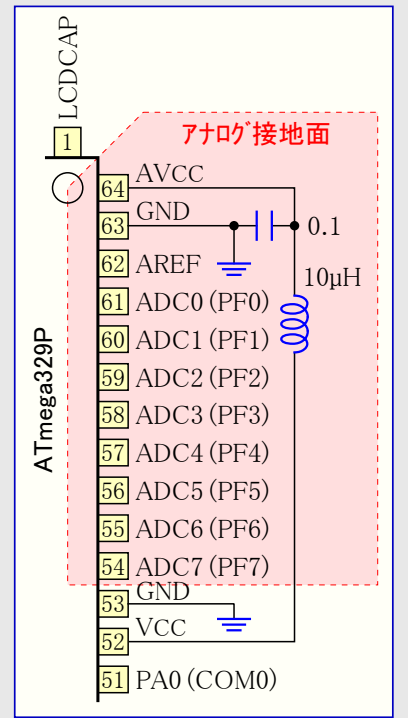 LCDCAP
1
アナログ接地面
64 AVCC
63 GND
0.1
62 AREF
10μH
61 ADC0(PF0)
60 ADC1(PF1)
59 ADC2(PF2)
58 ADC3(PF3)
57 ADC4(PF4)
56 ADC5(PF5)
55 ADC6(PF6)
54 ADC7(PF7)
53 GND
52 VCC
51 PA0(COM0)
ATmega329P